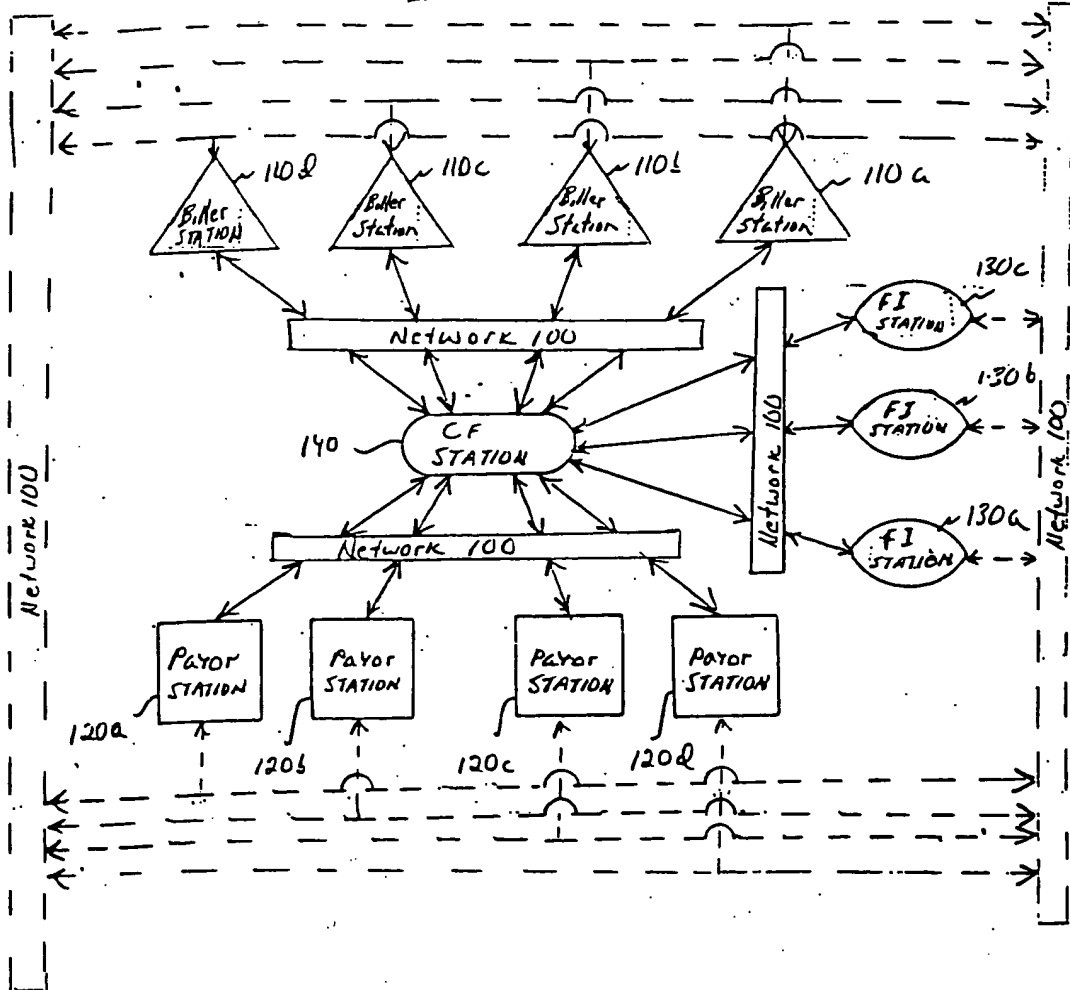 110d
110c
110b
110a
Biller
STATION
Biller
Station
Biller
Station
Biller
Station
130c
FI
STATION
Network 100
130b
FI
STATION
Network 100
Network 100
140
CF
STATION
130a
FI
STATION
Network 100
Network 100
Payor
STATION
Payor
STATION
Payor
STATION
Payor
STATION
120a
120b
120c
120d